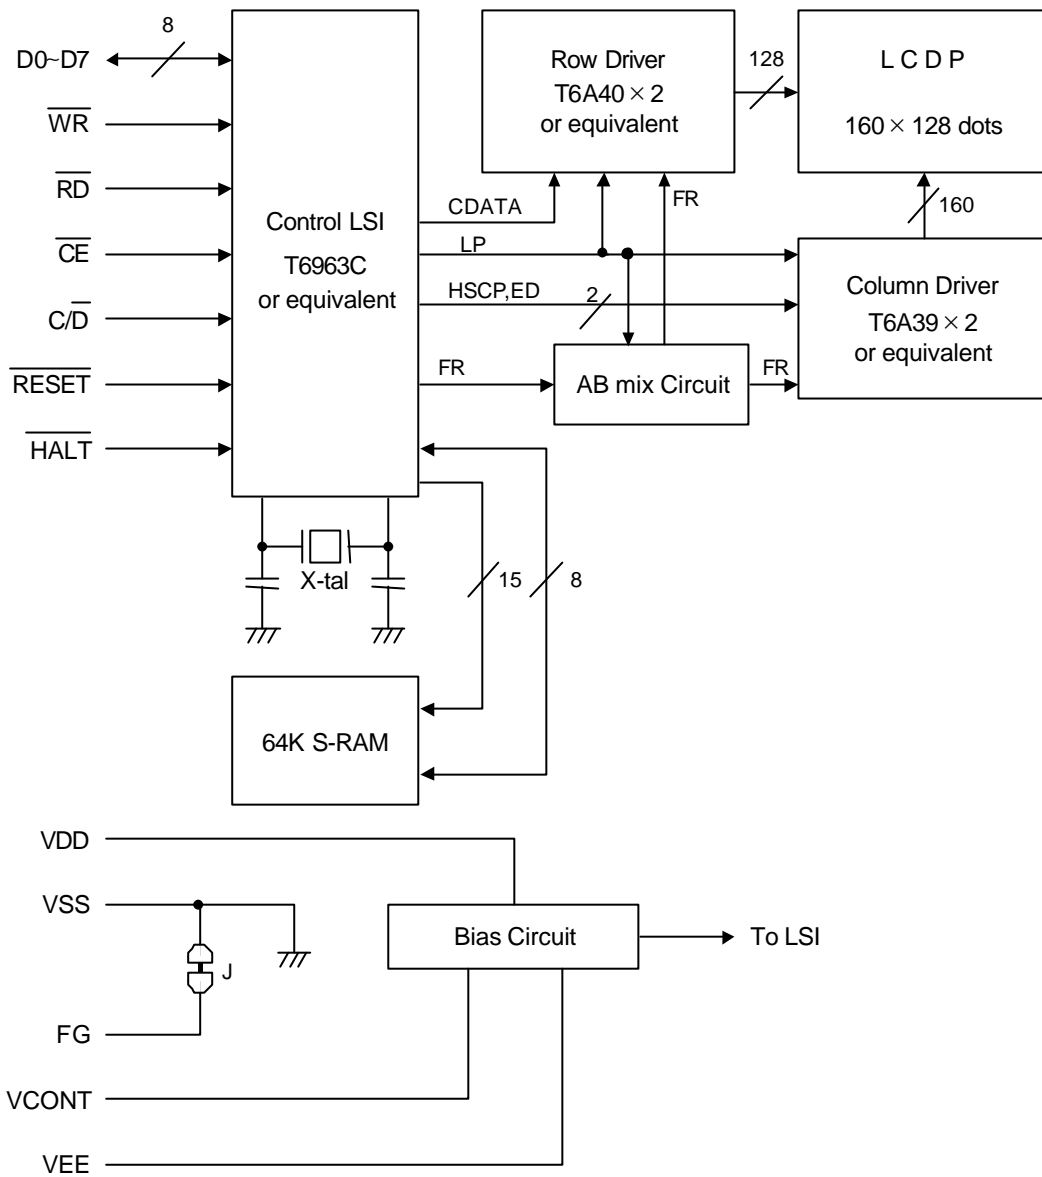 8
D0~D7
WR
RD
CE
C/D
RESET
HALT
Control LSI
T6963C
or equivalent
Row Driver
T6A40 × 2
or equivalent
128
L C D P
160 × 128 dots
CDATA
FR
160
LP
HSCP,ED
2
Column Driver
T6A39 × 2
or equivalent
FR
AB mix Circuit
FR
X-tal
15
8
64K S-RAM
VDD
VSS
Bias Circuit
To LSI
J
FG
VCONT
VEE